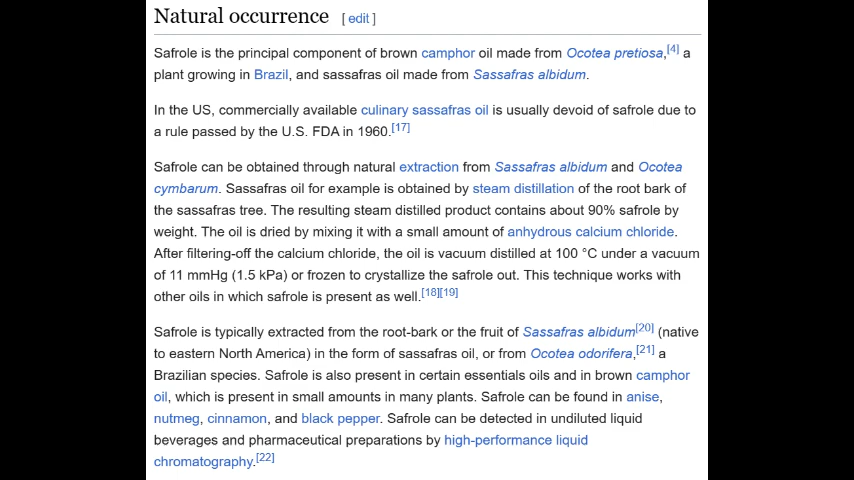 Natural occurrence [ edit ]
Safrole is the principal component of brown camphor oil made from Ocotea pretiosa,[4] a
plant growing in Brazil, and sassafras oil made from Sassafras albidum.
In the US, commercially available culinary sassafras oil is usually devoid of safrole due to
a rule passed by the U.S. FDA in 1960.[17]
Safrole can be obtained through natural extraction from Sassafras albidum and Ocotea
cymbarum. Sassafras oil for example is obtained by steam distillation of the root bark of
the sassafras tree. The resulting steam distilled product contains about 90% safrole by
weight. The oil is dried by mixing it with a small amount of anhydrous calcium chloride.
After filtering-off the calcium chloride, the oil is vacuum distilled at 100 °C under a vacuum
of 11 mmHg (1.5 kPa) or frozen to crystallize the safrole out. This technique works with
other oils in which safrole is present as well.[18][19]
Safrole is typically extracted from the root-bark or the fruit of Sassafras albidum[20] (native
to eastern North America) in the form of sassafras oil, or from Ocotea odorifera,[21] a
Brazilian species. Safrole is also present in certain essentials oils and in brown camphor
oil, which is present in small amounts in many plants. Safrole can be found in anise,
nutmeg, cinnamon, and black pepper. Safrole can be detected in undiluted liquid
beverages and pharmaceutical preparations by high-performance liquid
chromatography.[22]